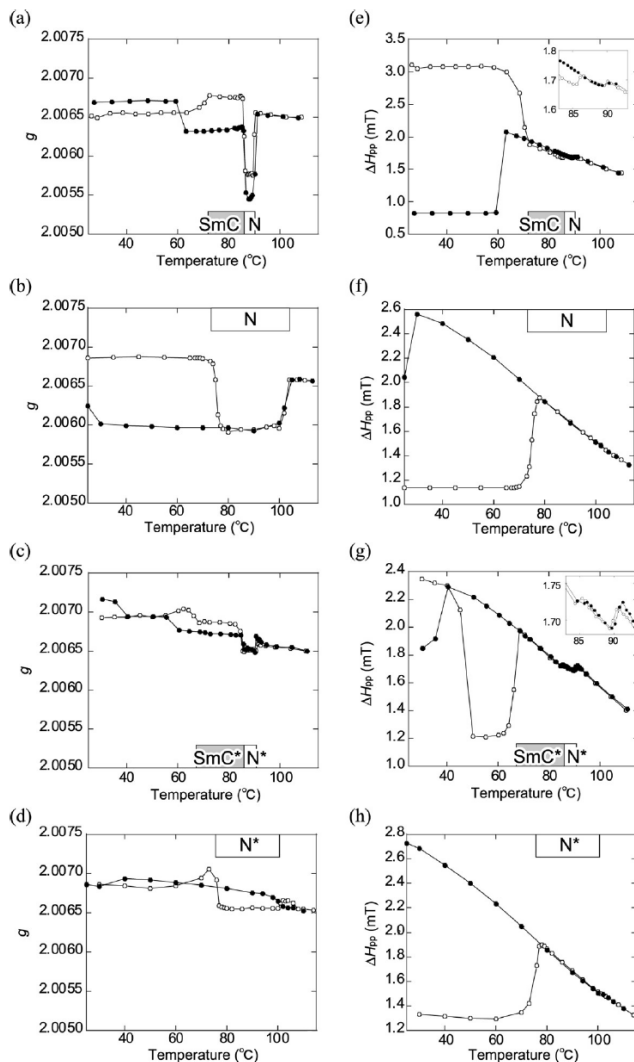 (a)
2.0075
2.0070
2.0065
2.0060
2.0055
2.0050
g
SmC
N
40 60 80 100
Temperature (°C)
(e)
3.5
3.0
2.5
2.0
1.5
1.0
0.5
ΔHpp (mT)
1.8
1.7
1.6
85 90
SmC
N
40 60 80 100
Temperature (°C)
(b)
2.0075
2.0070
2.0065
2.0060
2.0055
2.0050
g
N
40 60 80 100
Temperature (°C)
(f)
2.6
2.4
2.2
2.0
1.8
1.6
1.4
1.2
1.0
ΔHpp (mT)
N
40 60 80 100
Temperature (°C)
(c)
2.0075
2.0070
2.0065
2.0060
2.0055
2.0050
g
SmC*
N*
40 60 80 100
Temperature (°C)
(g)
2.4
2.2
2.0
1.8
1.6
1.4
1.2
1.0
ΔHpp (mT)
1.75
1.70
85 90
SmC*
N*
40 60 80 100
Temperature (°C)
(d)
2.0075
2.0070
2.0065
2.0060
2.0055
2.0050
g
N*
40 60 80 100
Temperature (°C)
(h)
2.8
2.6
2.4
2.2
2.0
1.8
1.6
1.4
1.2
ΔHpp (mT)
N*
40 60 80 100
Temperature (°C)